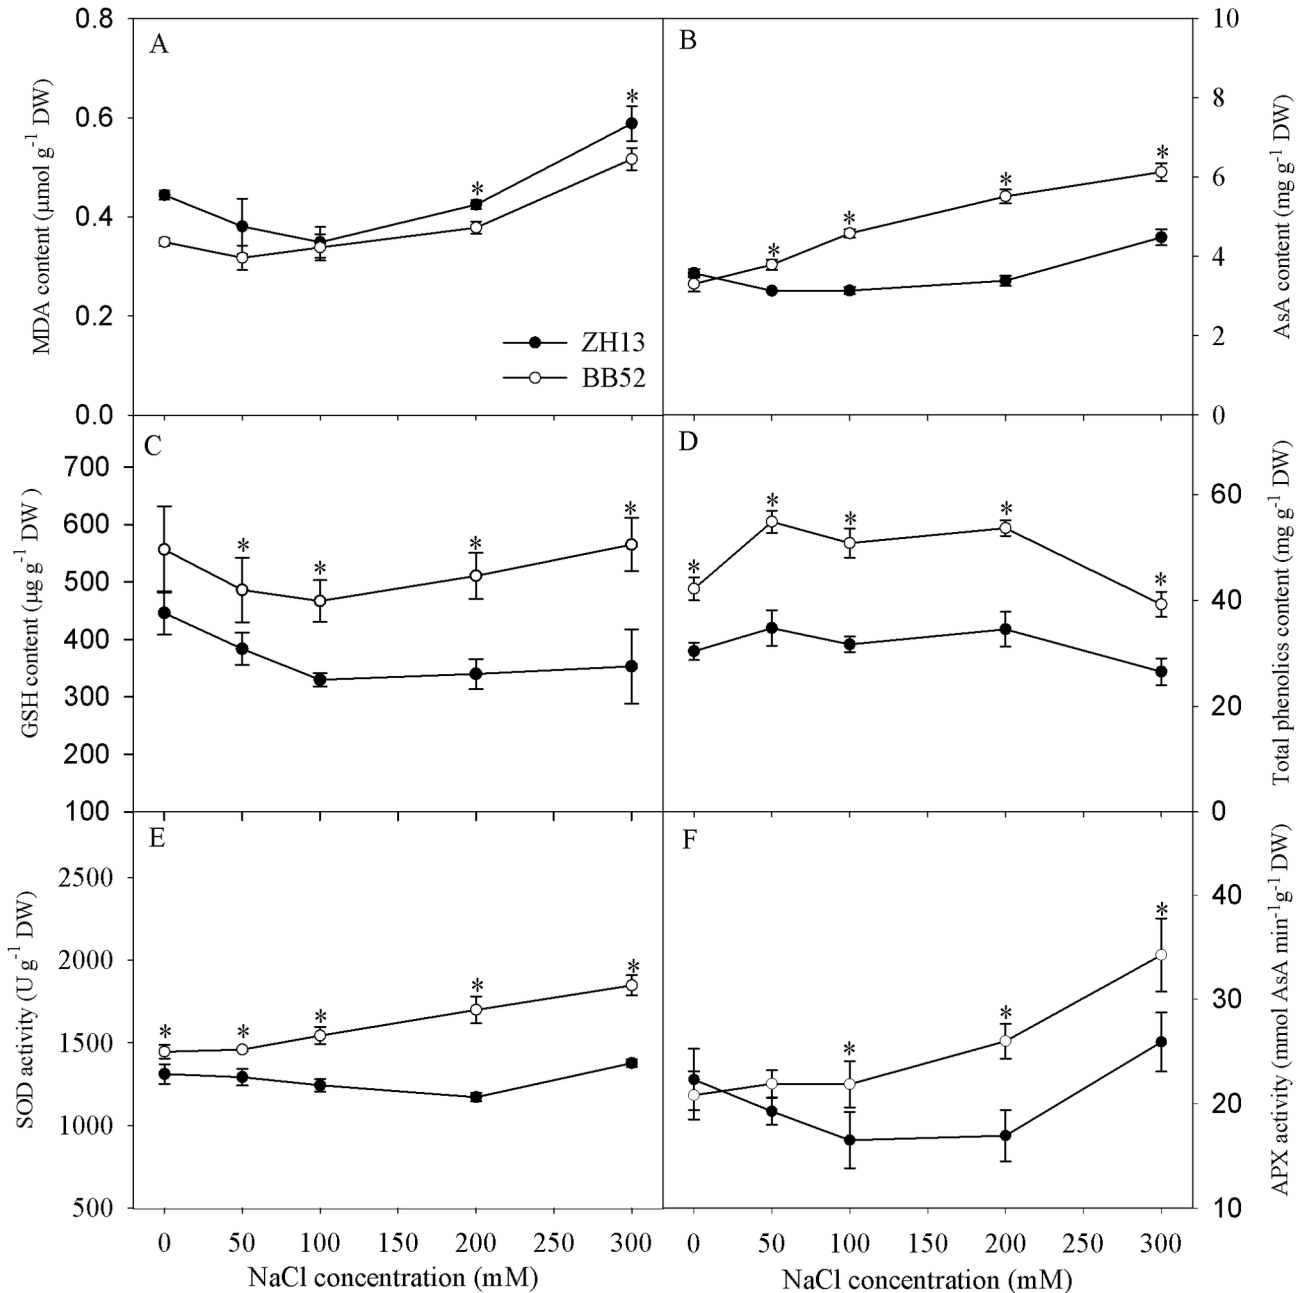 A
B
0.8
0.6
0.4
0.2
0.0
MDA content (μmol g⁻¹ DW)
* *
ZH13
BB52
* * * *
10
8
6
4
2
0
AsA content (mg g⁻¹ DW)
C
D
700
600
500
400
300
200
100
GSH content (μg g⁻¹ DW )
* * * *
* * * * *
60
40
20
0
Total phenolics content (mg g⁻¹ DW)
E
F
2500
2000
1500
1000
500
SOD activity (U g⁻¹ DW)
* * * * *
* * *
40
30
20
10
APX activity (mmol AsA min⁻¹g⁻¹ DW)
0 50 100 150 200 250 300
NaCl concentration (mM)
0 50 100 150 200 250 300
NaCl concentration (mM)